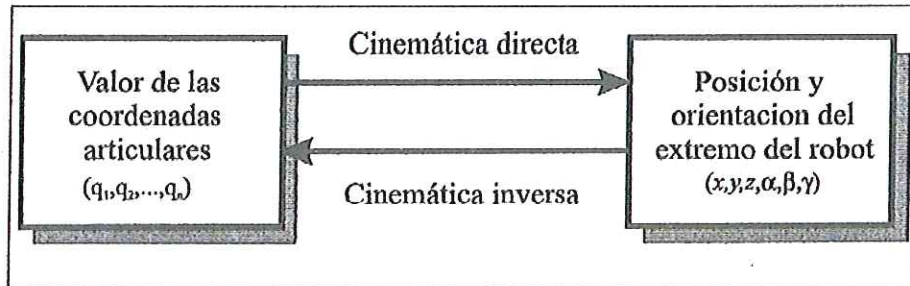 Cinemática directa
Valor de las
coordenadas
articulares
(q₁,q₂,...,qₙ)
Posición y
orientacion del
extremo del robot
(x,y,z,α,β,γ)
Cinemática inversa